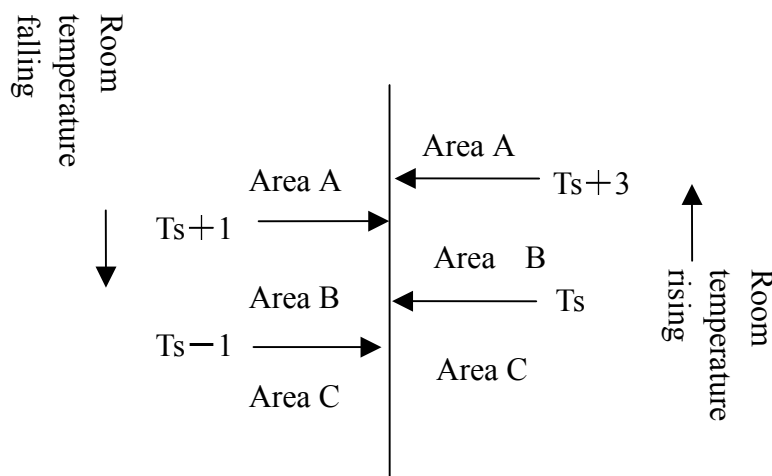 Room
temperature
falling
Area A
Ts+1
Area B
Ts-1
Area C
Area A
Ts+3
Area B
Ts
Area C
Room
temperature
rising